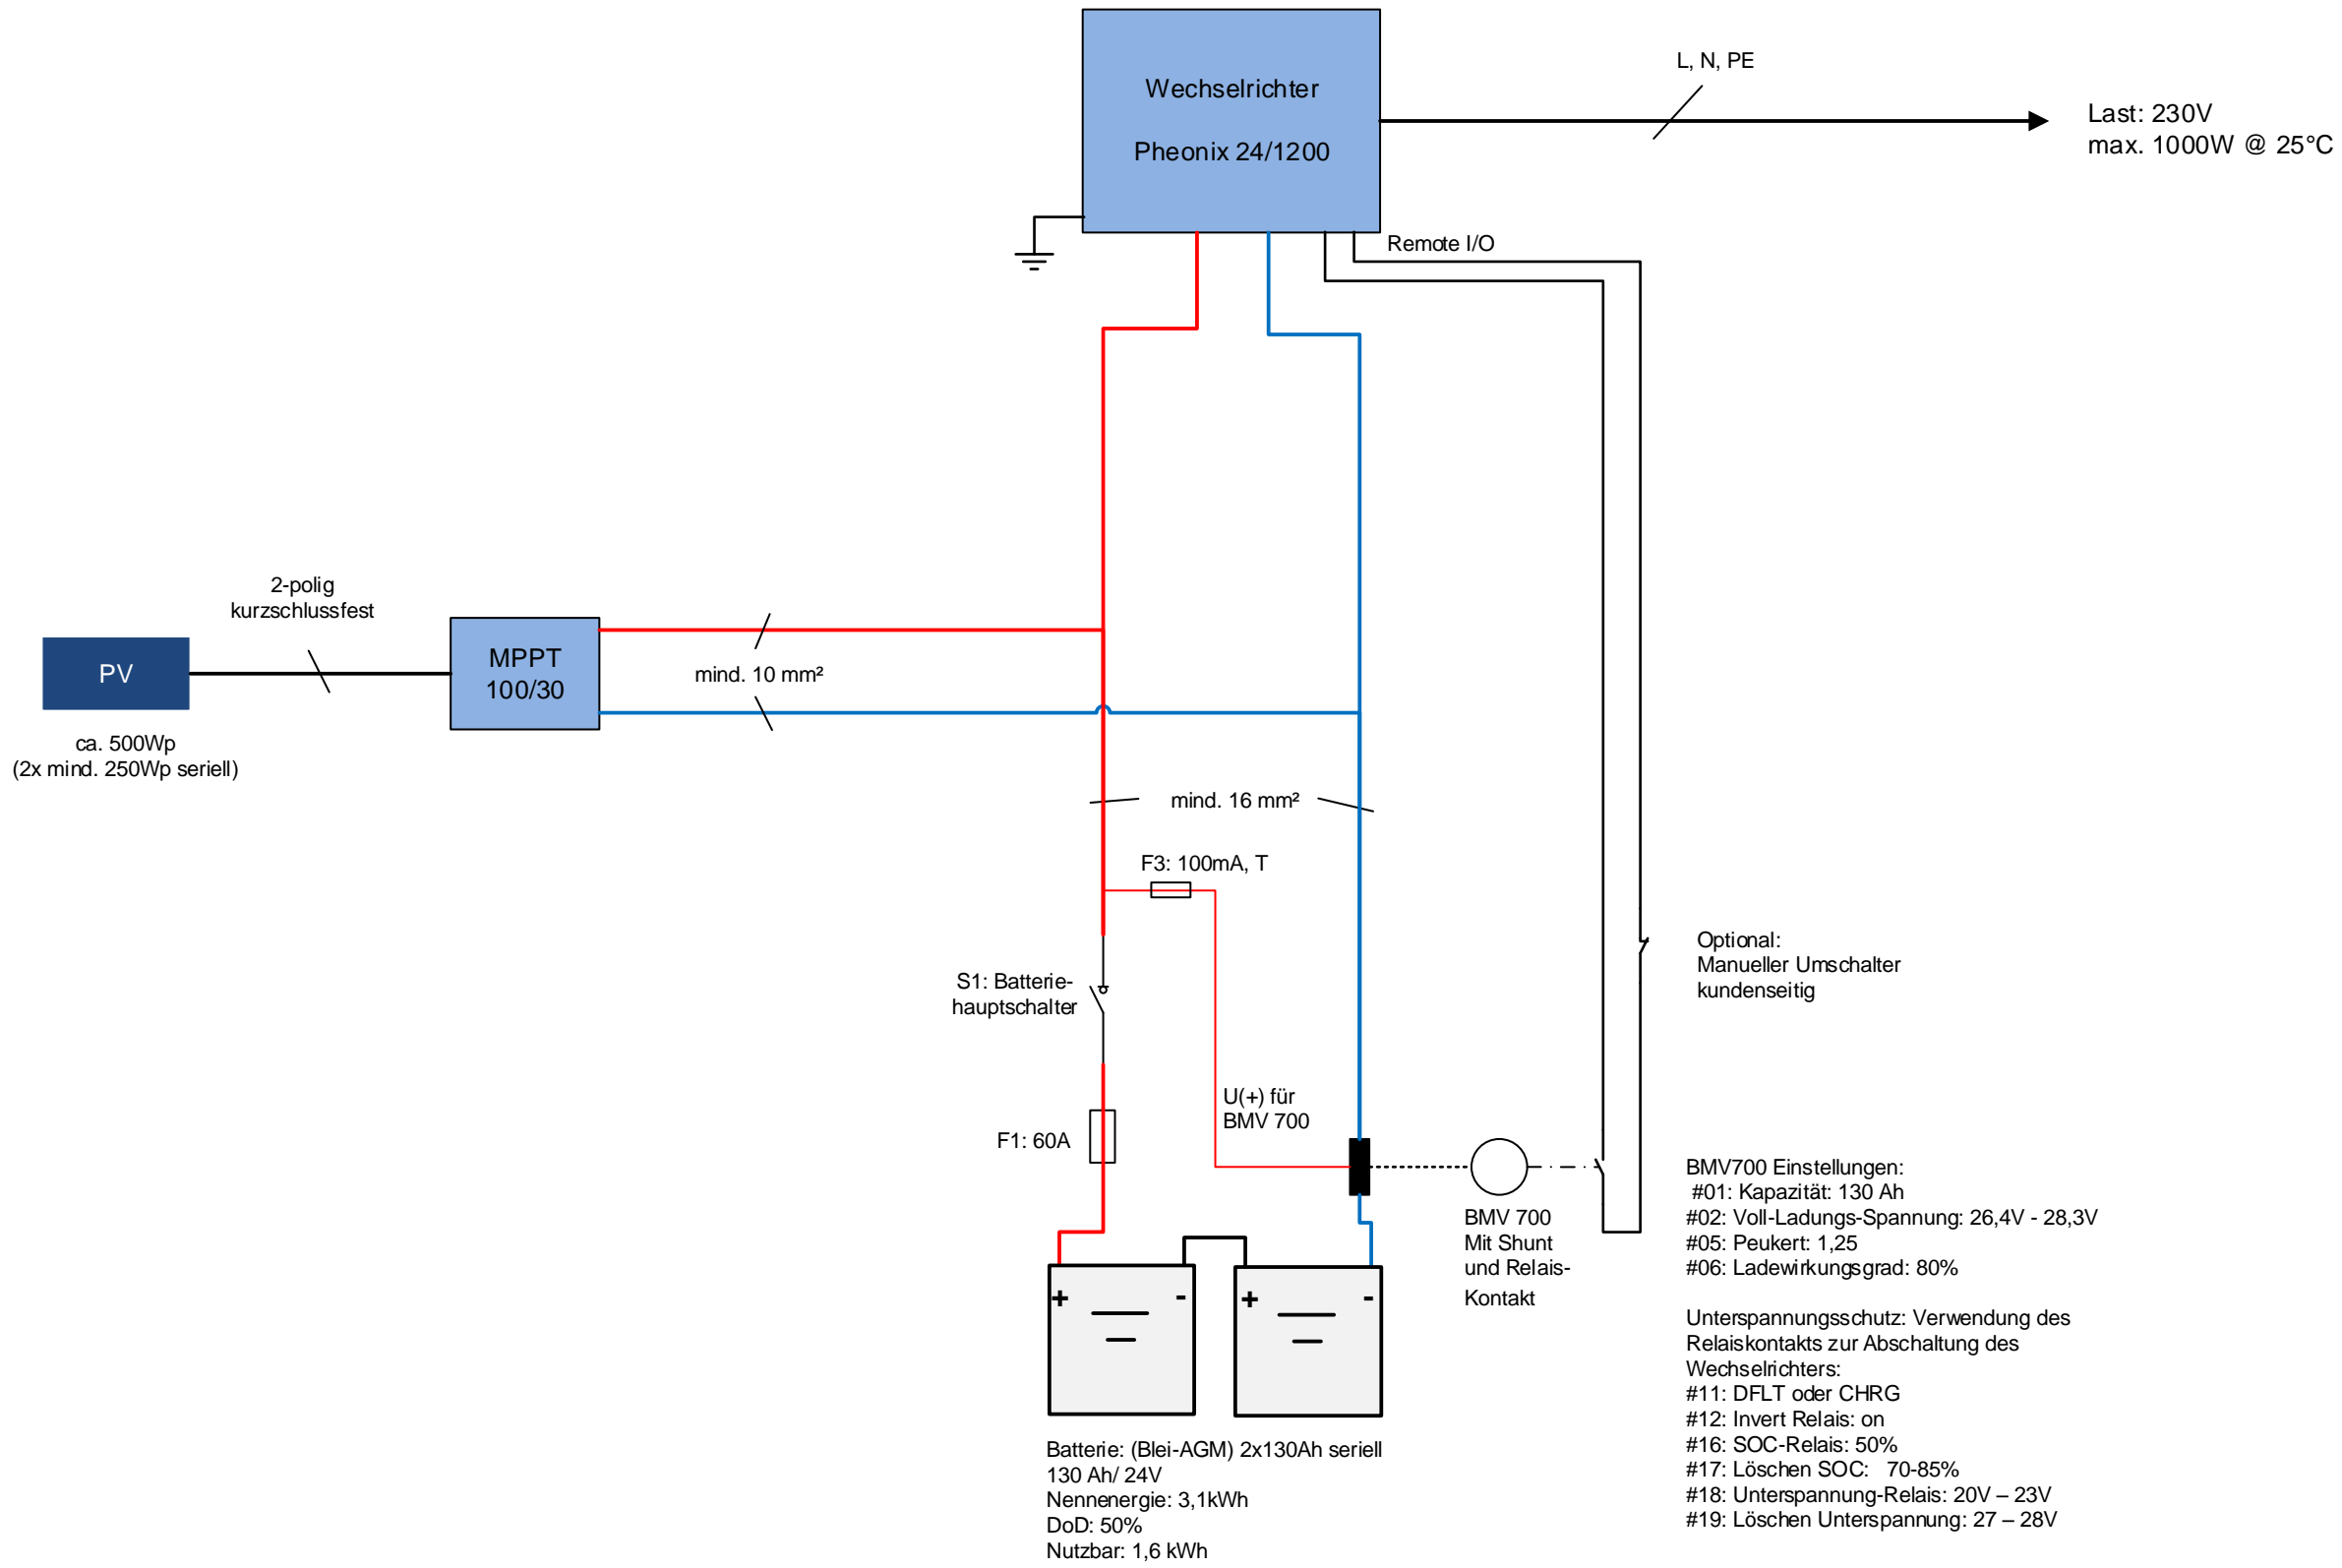 Wechselrichter
Pheonix 24/1200
L, N, PE
Last: 230V
max. 1000W @ 25°C
Remote I/O
2-polig
kurzschlussfest
PV
MPPT
100/30
mind. 10 mm²
ca. 500Wp
(2x mind. 250Wp seriell)
mind. 16 mm²
F3: 100mA, T
S1: Batterie-
hauptschalter
Optional:
Manueller Umschalter
kundenseitig
U(+) für
BMV 700
F1: 60A
BMV 700
Mit Shunt
und Relais-
Kontakt
+ -
+ -
Batterie: (Blei-AGM) 2x130Ah seriell
130 Ah/ 24V
Nennenergie: 3,1kWh
DoD: 50%
Nutzbar: 1,6 kWh
BMV700 Einstellungen:
#01: Kapazität: 130 Ah
#02: Voll-Ladungs-Spannung: 26,4V - 28,3V
#05: Peukert: 1,25
#06: Ladewirkungsgrad: 80%
Unterspannungsschutz: Verwendung des
Relaiskontakts zur Abschaltung des
Wechselrichters:
#11: DFLT oder CHRG
#12: Invert Relais: on
#16: SOC-Relais: 50%
#17: Löschen SOC: 70-85%
#18: Unterspannung-Relais: 20V – 23V
#19: Löschen Unterspannung: 27 – 28V